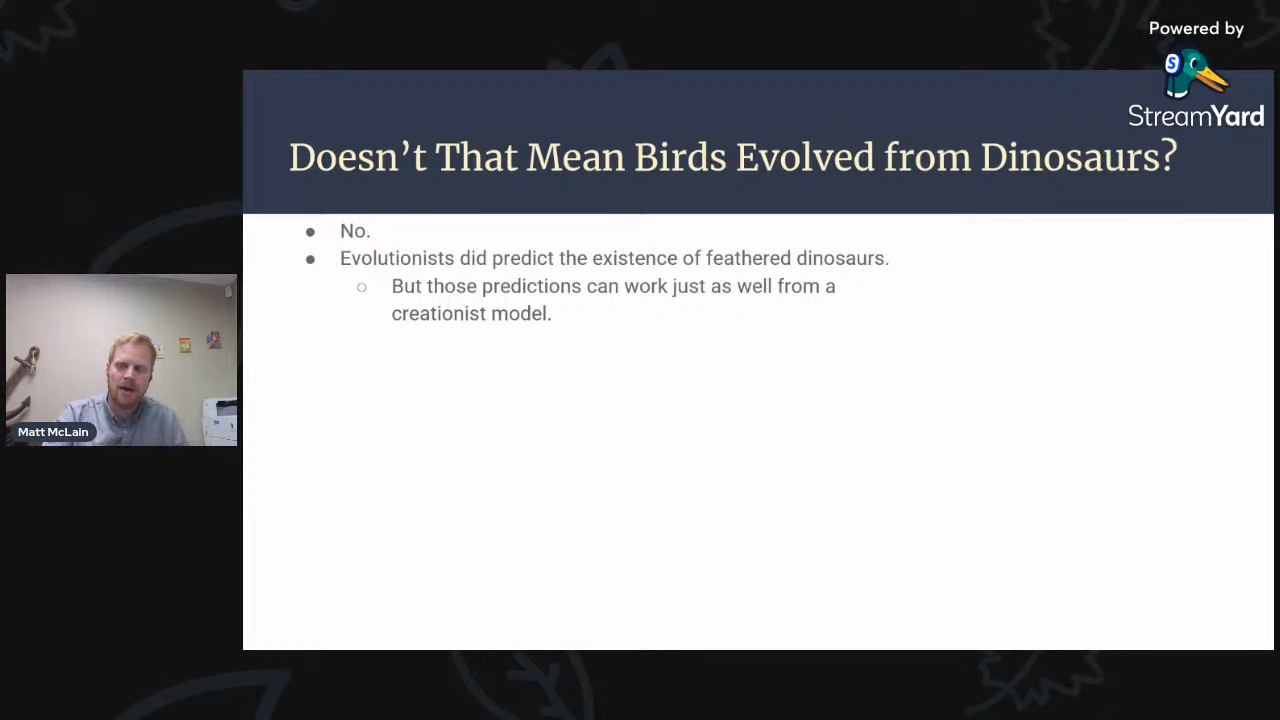 Powered by
S
StreamYard
Doesn’t That Mean Birds Evolved from Dinosaurs?
● No.
● Evolutionists did predict the existence of feathered dinosaurs.
○ But those predictions can work just as well from a
creationist model.
Matt McLain